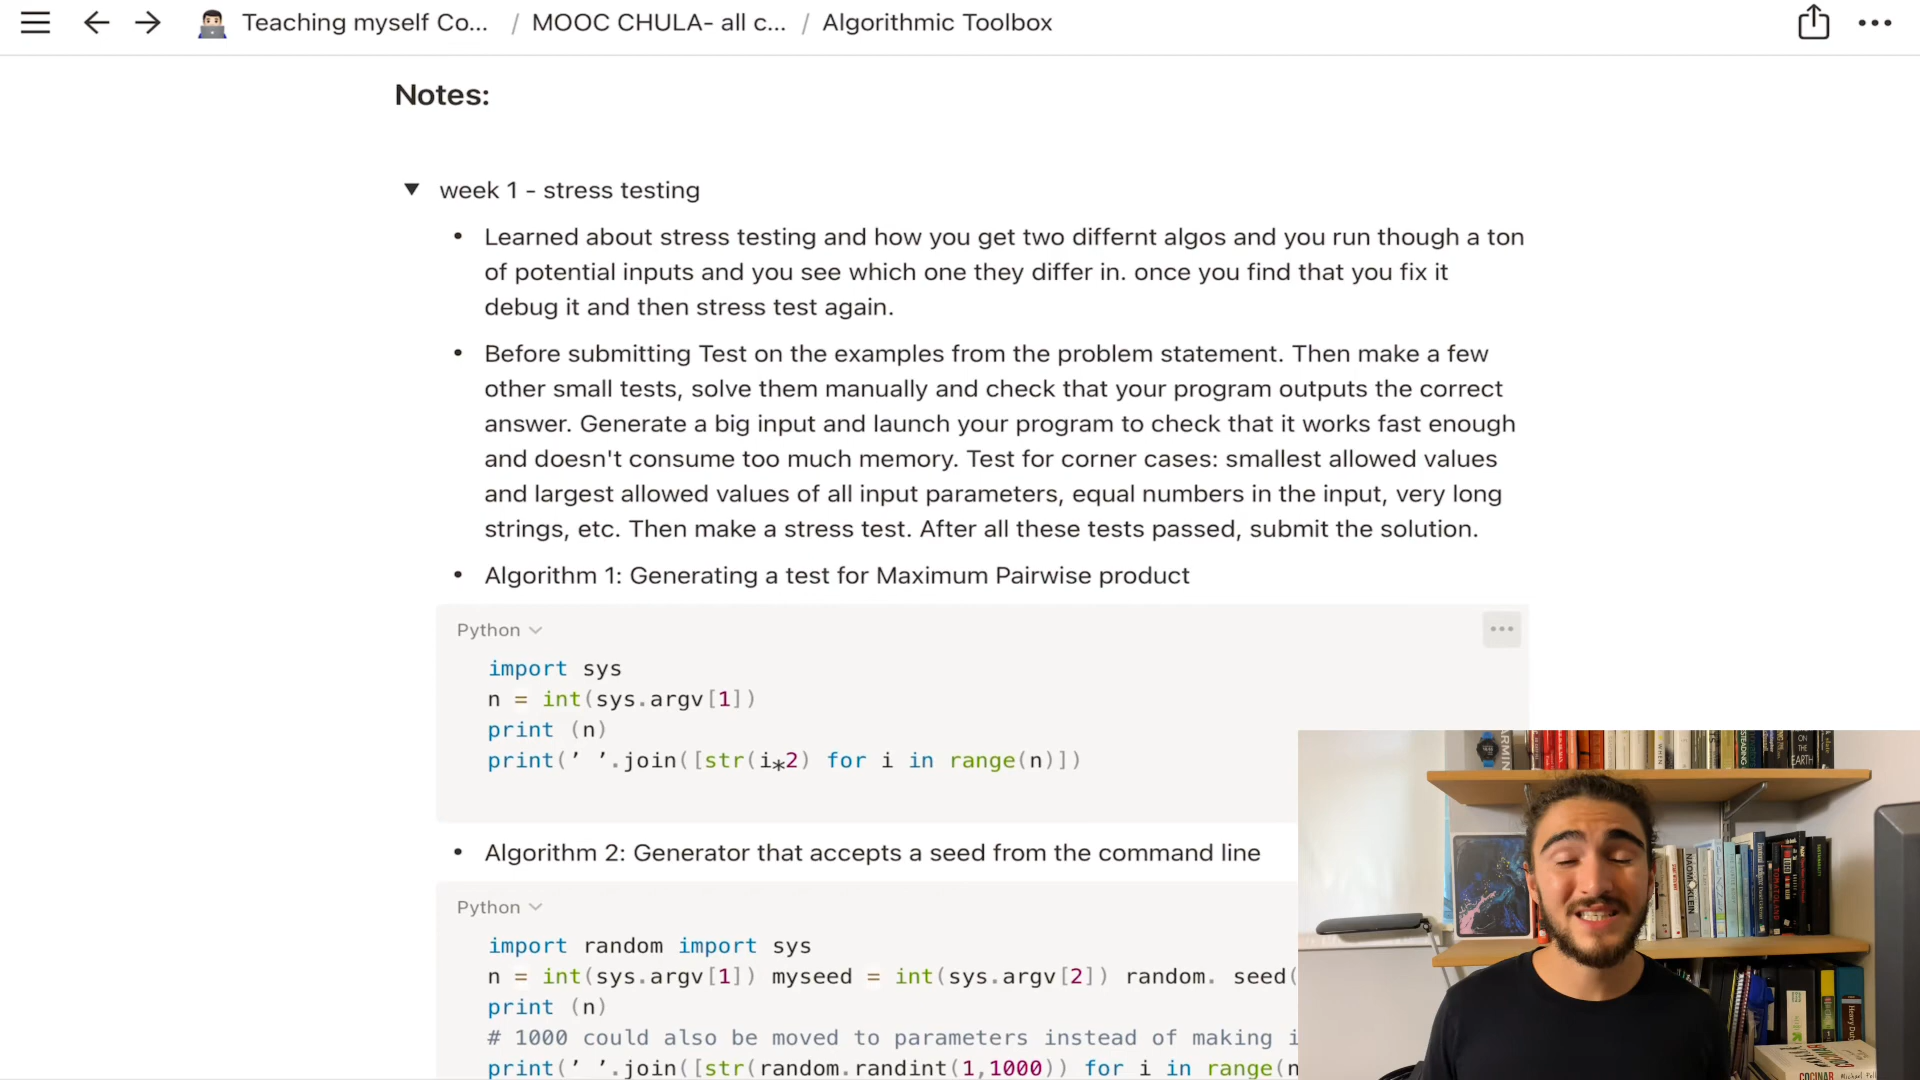 Teaching myself Co... / MOOC CHULA- all c... / Algorithmic Toolbox
Notes:
week 1 - stress testing
• Learned about stress testing and how you get two differnt algos and you run though a ton
of potential inputs and you see which one they differ in. once you find that you fix it
debug it and then stress test again.
• Before submitting Test on the examples from the problem statement. Then make a few
other small tests, solve them manually and check that your program outputs the correct
answer. Generate a big input and launch your program to check that it works fast enough
and doesn't consume too much memory. Test for corner cases: smallest allowed values
and largest allowed values of all input parameters, equal numbers in the input, very long
strings, etc. Then make a stress test. After all these tests passed, submit the solution.
• Algorithm 1: Generating a test for Maximum Pairwise product
Python
import sys
n = int(sys.argv[1])
print (n)
print(’ ’.join([str(i*2) for i in range(n)])
• Algorithm 2: Generator that accepts a seed from the command line
Python
import random import sys
n = int(sys.argv[1]) myseed = int(sys.argv[2]) random. seed(
print (n)
# 1000 could also be moved to parameters instead of making i
print(’ ’.join([str(random.randint(1,1000)) for i in range(n
ON
THE
EARTH
WHEN
NAOMI KLEIN
TOMATOLAND
COCINAR